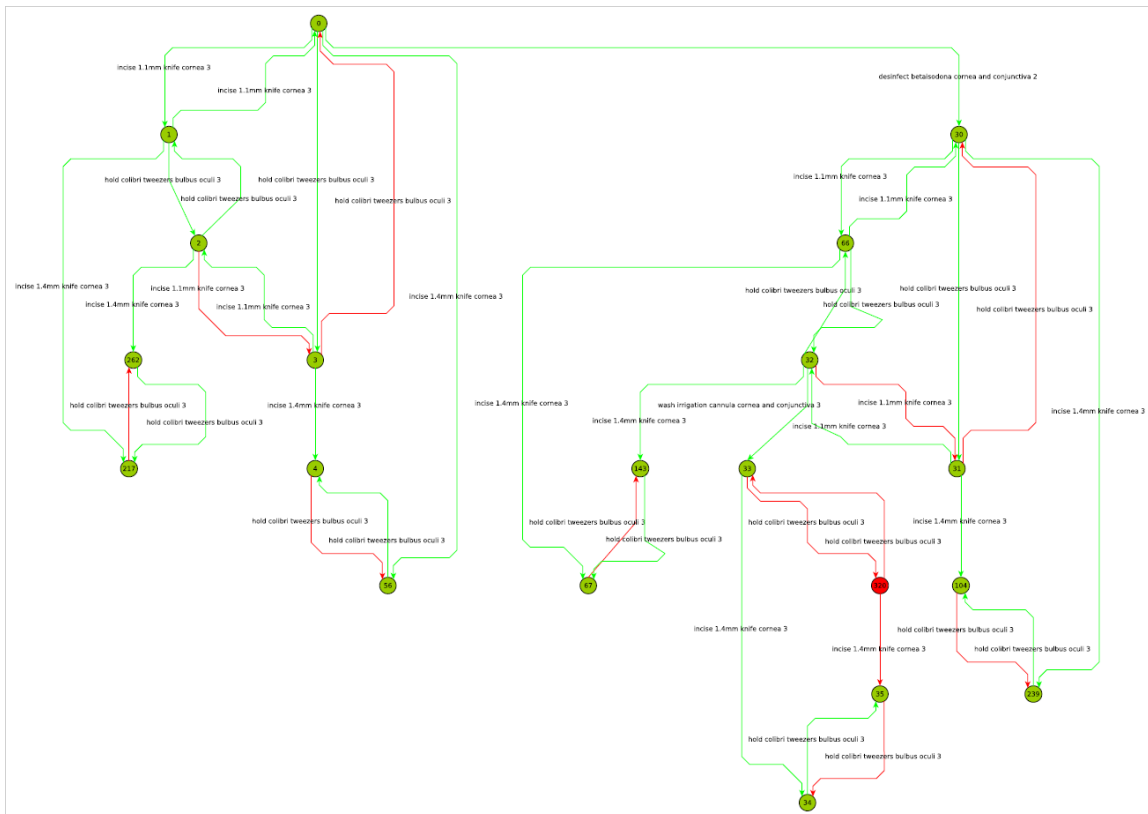 0
incise 1.1mm knife cornea 3
desinfect betaisodona cornea and conjunctiva 2
incise 1.1mm knife cornea 3
1
30
hold colibri tweezers bulbus oculi 3
hold colibri tweezers bulbus oculi 3
incise 1.1mm knife cornea 3
hold colibri tweezers bulbus oculi 3
hold colibri tweezers bulbus oculi 3
incise 1.1mm knife cornea 3
2
66
incise 1.4mm knife cornea 3
incise 1.1mm knife cornea 3
hold colibri tweezers bulbus oculi 3
hold colibri tweezers bulbus oculi 3
incise 1.4mm knife cornea 3
incise 1.1mm knife cornea 3
incise 1.4mm knife cornea 3
hold colibri tweezers bulbus oculi 3
hold colibri tweezers bulbus oculi 3
262
3
32
hold colibri tweezers bulbus oculi 3
incise 1.4mm knife cornea 3
incise 1.1mm knife cornea 3
incise 1.4mm knife cornea 3
wash irrigation cannula cornea and conjunctiva 3
incise 1.4mm knife cornea 3
hold colibri tweezers bulbus oculi 3
incise 1.4mm knife cornea 3
incise 1.1mm knife cornea 3
217
4
143
33
31
hold colibri tweezers bulbus oculi 3
hold colibri tweezers bulbus oculi 3
hold colibri tweezers bulbus oculi 3
incise 1.4mm knife cornea 3
hold colibri tweezers bulbus oculi 3
hold colibri tweezers bulbus oculi 3
hold colibri tweezers bulbus oculi 3
56
67
104
incise 1.4mm knife cornea 3
hold colibri tweezers bulbus oculi 3
incise 1.4mm knife cornea 3
hold colibri tweezers bulbus oculi 3
35
239
hold colibri tweezers bulbus oculi 3
hold colibri tweezers bulbus oculi 3
34